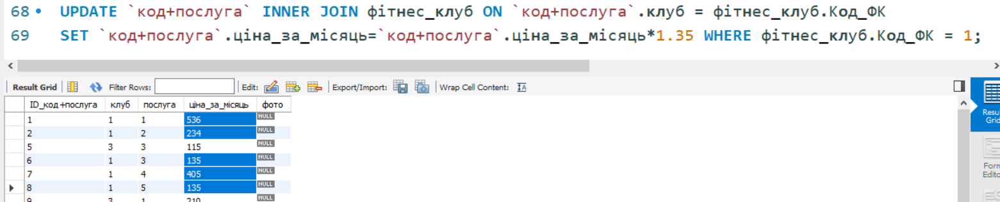 68 UPDATE `код+послуга` INNER JOIN фітнес_клуб ON `код+послуга`.клуб = фітнес_клуб.Код_ФК
69 SET `код+послуга`.ціна_за_місяць=`код+послуга`.ціна_за_місяць*1.35 WHERE фітнес_клуб.Код_ФК = 1;
Result Grid Filter Rows: Edit: Export/Import: Wrap Cell Content: IA
ID_код+послуга клуб послуга ціна_за_місяць фото
1 1 1 536 NULL
2 1 2 234 NULL
5 3 3 115 NULL
6 1 3 135 NULL
7 1 4 405 NULL
8 1 5 135 NULL
9 3 1 210 NULL
Resu
Grid
Form
Edito